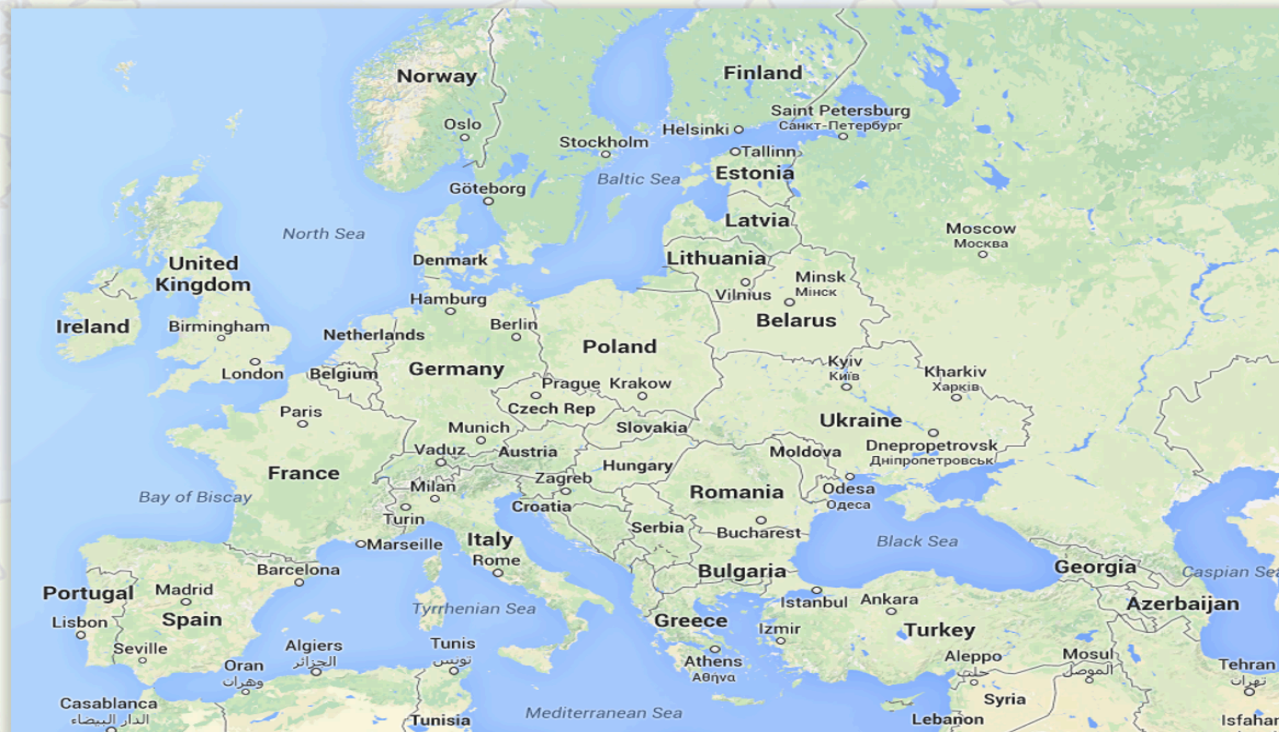 Norway
Finland
Oslo
Saint Petersburg
Санкт-Петербург
Helsinki
Stockholm
Tallinn
Estonia
Baltic Sea
Göteborg
Latvia
North Sea
Moscow
Москва
Denmark
Lithuania
United
Kingdom
Minsk
Мінск
Vilnius
Hamburg
Belarus
Ireland
Birmingham
Berlin
Netherlands
Poland
London
Belgium
Germany
Kyiv
Київ
Kharkiv
Харків
Prague
Krakow
Paris
Czech Rep
Ukraine
Munich
Slovakia
Dnepropetrovsk
Дніпропетровськ
Vaduz
Austria
Moldova
France
Hungary
Milan
Zagreb
Romania
Odesa
Одеса
Bay of Biscay
Croatia
Turin
Serbia
Bucharest
Marseille
Italy
Rome
Black Sea
Barcelona
Bulgaria
Georgia
Caspian Sea
Portugal
Madrid
Istanbul
Ankara
Azerbaijan
Lisbon
Spain
Tyrrhenian Sea
Greece
Izmir
Turkey
Seville
Algiers
الجزائر
Tunis
تونس
Athens
Αθήνα
Aleppo
حلب
Mosul
الموصل
Oran
وهران
Tehran
تهران
Casablanca
الدار البيضاء
Syria
Tunisia
Mediterranean Sea
Lebanon
Isfahan